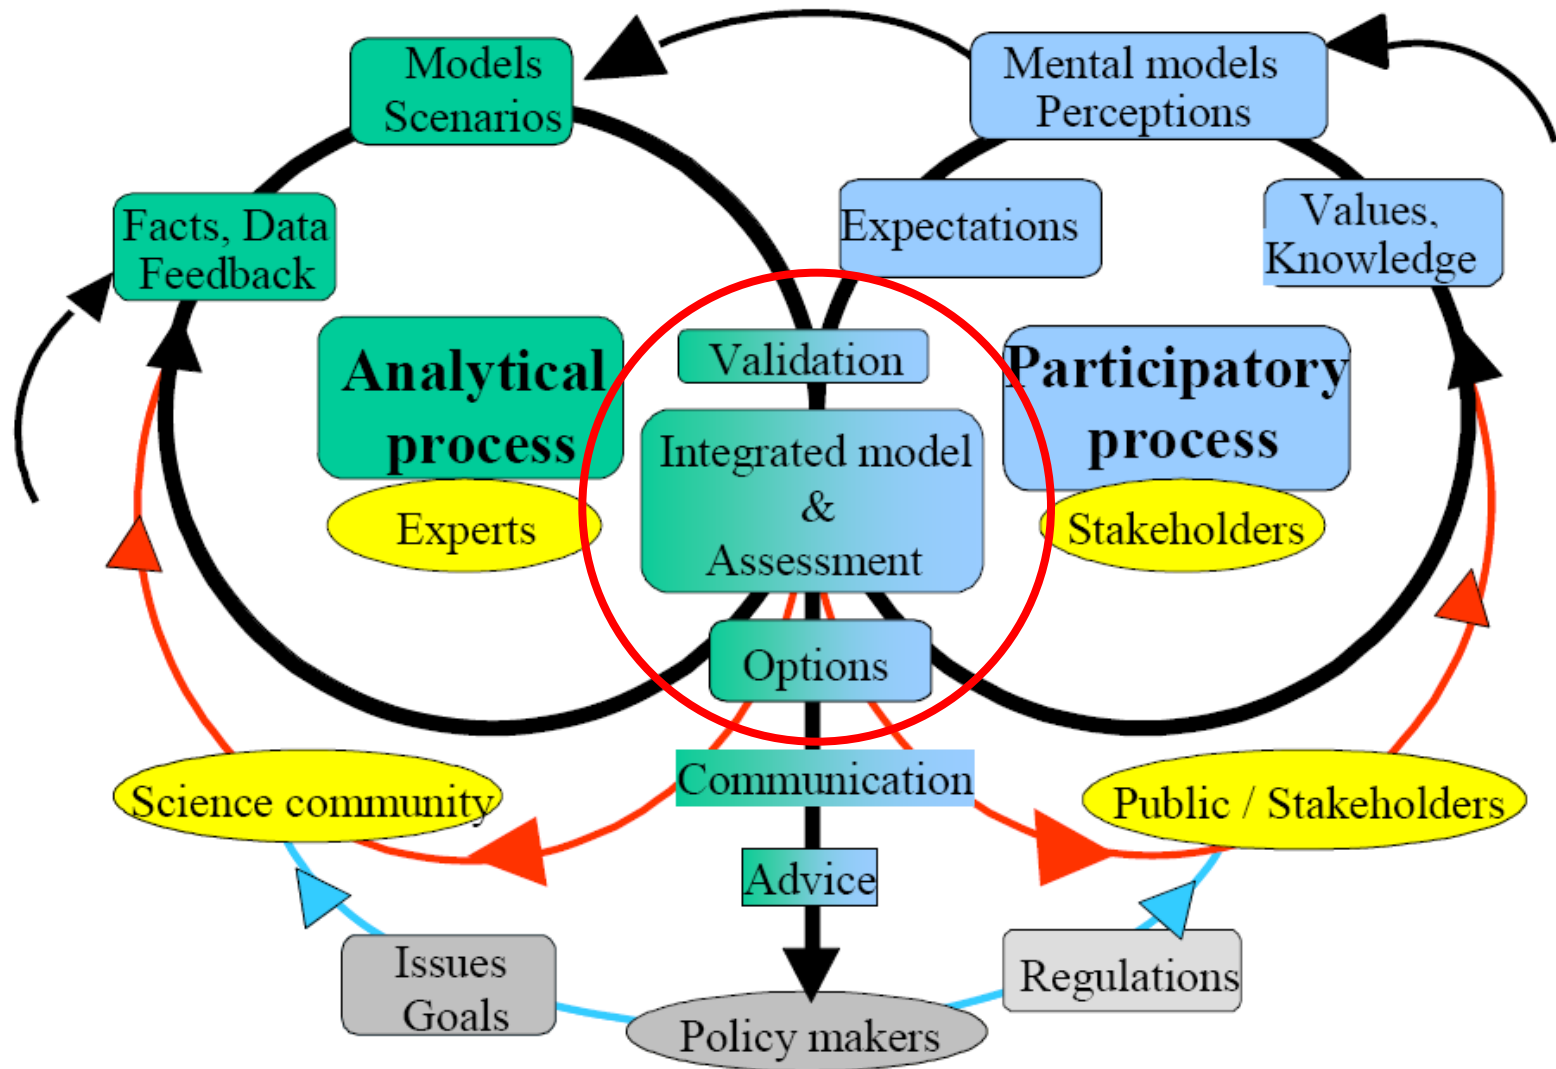 Models
Scenarios
Mental models
Perceptions
Facts, Data
Feedback
Expectations
Values,
Knowledge
Analytical
process
Validation
Participatory
process
Integrated model
&
Assessment
Experts
Stakeholders
Options
Science community
Communication
Public / Stakeholders
Advice
Issues
Goals
Regulations
Policy makers